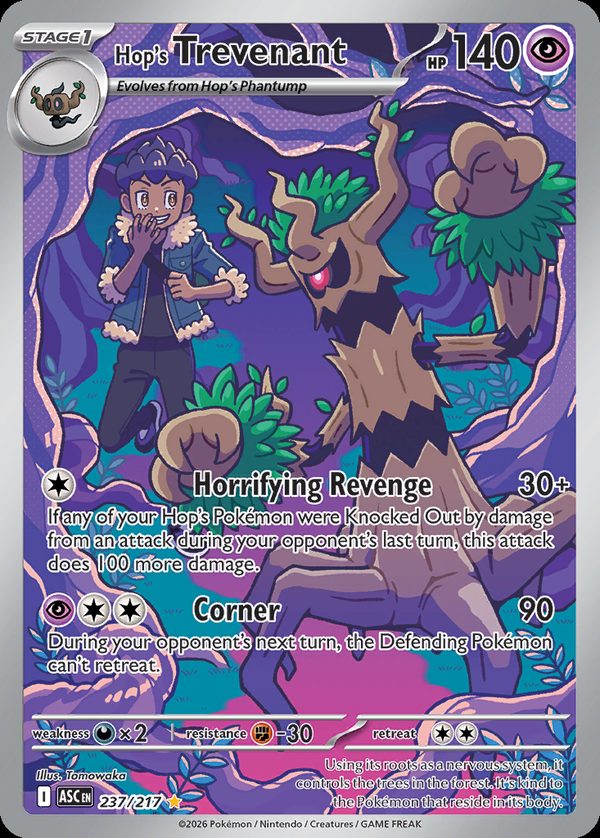 STAGE 1
Hop's Trevenant
HP 140
Evolves from Hop's Phantump
Horrifying Revenge 30+
If any of your Hop's Pokémon were Knocked Out by damage
from an attack during your opponent's last turn, this attack
does 100 more damage.
Corner 90
During your opponent's next turn, the Defending Pokémon
can't retreat.
weakness ×2 resistance -30 retreat
Illus. Tomowaka
I ASC EN 237/217
Using its roots as a nervous system, it
controls the trees in the forest. It's kind to
the Pokémon that reside in its body.
©2026 Pokémon / Nintendo / Creatures / GAME FREAK